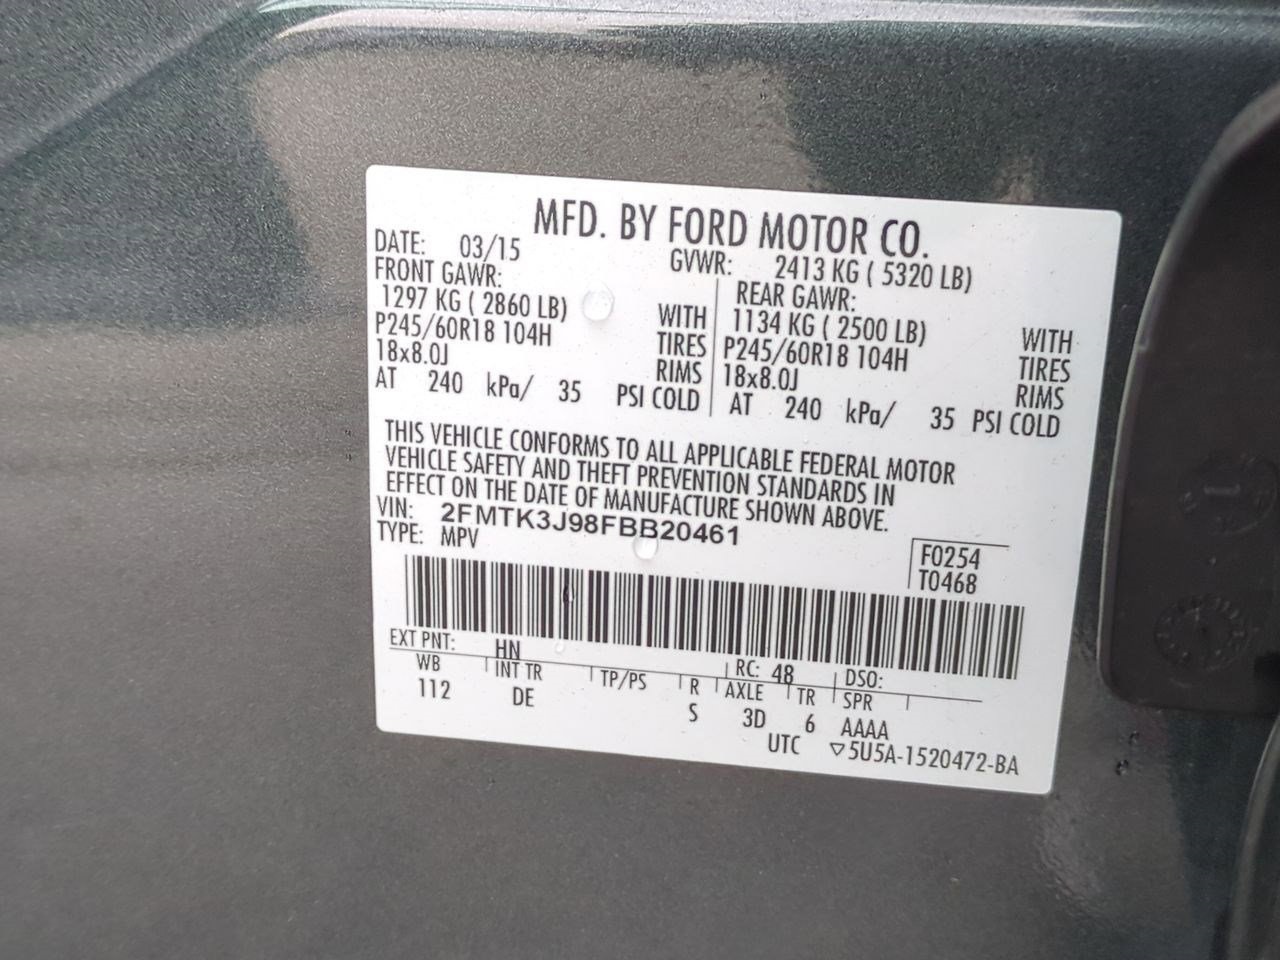 MFD. BY FORD MOTOR CO.
DATE: 03/15 GVWR: 2413 KG ( 5320 LB)
FRONT GAWR: REAR GAWR:
1297 KG ( 2860 LB) WITH 1134 KG ( 2500 LB) WITH
P245/60R18 104H TIRES P245/60R18 104H TIRES
18x8.0J RIMS 18x8.0J RIMS
AT 240 kPa/ 35 PSI COLD AT 240 kPa/ 35 PSI COLD
THIS VEHICLE CONFORMS TO ALL APPLICABLE FEDERAL MOTOR
VEHICLE SAFETY AND THEFT PREVENTION STANDARDS IN
EFFECT ON THE DATE OF MANUFACTURE SHOWN ABOVE.
VIN: 2FMTK3J98FBB20461
TYPE: MPV
F0254
T0468
EXT PNT: HN RC: 48 DSO:
WB INT TR TP/PS R AXLE TR SPR
112 DE S 3D 6 AAAA
UTC ▽5U5A-1520472-BA